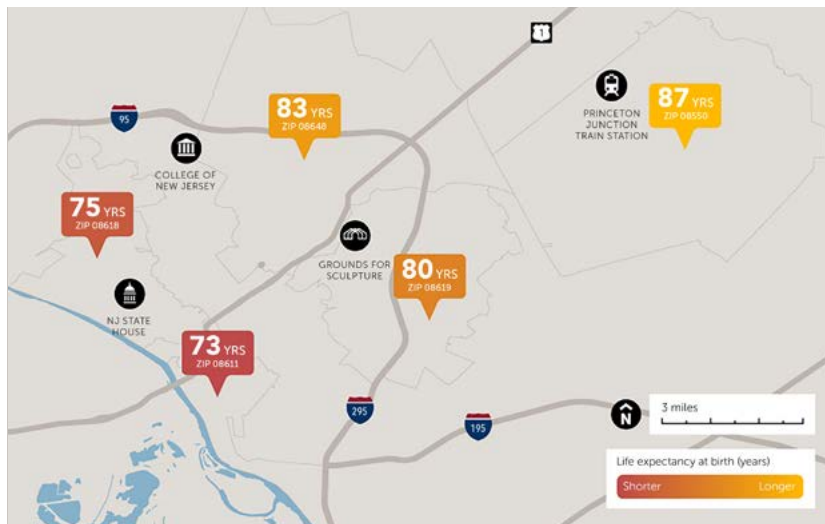 1
83 YRS
ZIP 08648
87 YRS
ZIP 08550
PRINCETON
JUNCTION
TRAIN STATION
95
COLLEGE OF
NEW JERSEY
75 YRS
ZIP 08618
GROUNDS FOR
SCULPTURE
80 YRS
ZIP 08619
NJ STATE
HOUSE
73 YRS
ZIP 08611
295
195
N
3 miles
Life expectancy at birth (years)
Shorter
Longer